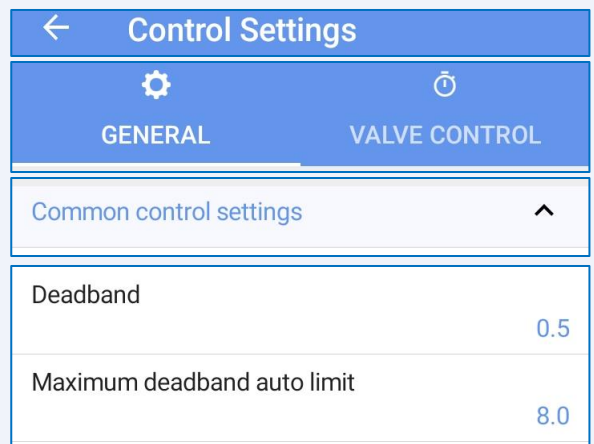 Control Settings
GENERAL VALVE CONTROL
Common control settings
Deadband
0.5
Maximum deadband auto limit
8.0